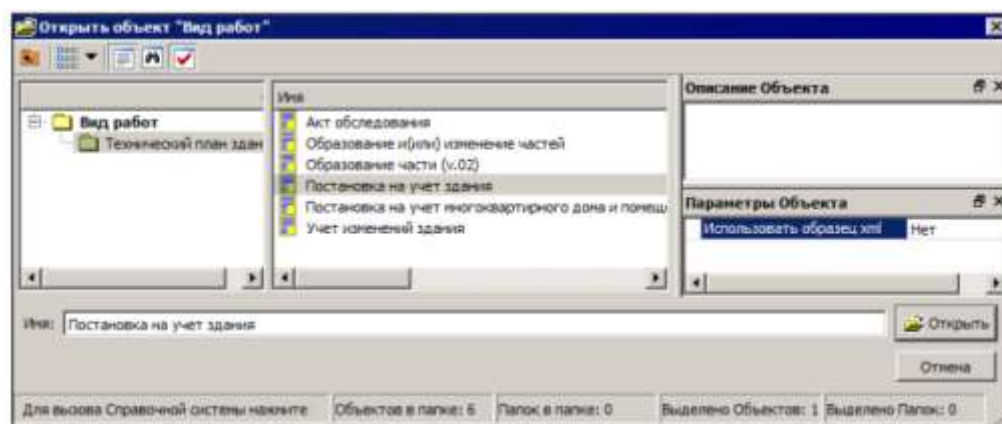 Открыть объект "Вид работ"
Имя
Описание Объекта
Вид работ
Технический план здан
Акт обследования
Образование и(или) изменение частей
Образование части (v.02)
Постановка на учет здания
Постановка на учет многоквартирного дома и помещ
Учет изменений здания
Параметры Объекта
Использовать образец xml Нет
Имя: Постановка на учет здания
Открыть
Отмена
Для вызова Справочной системы нажмите Объектов в папке: 6 Папок в папке: 0 Выделено Объектов: 1 Выделено Папок: 0